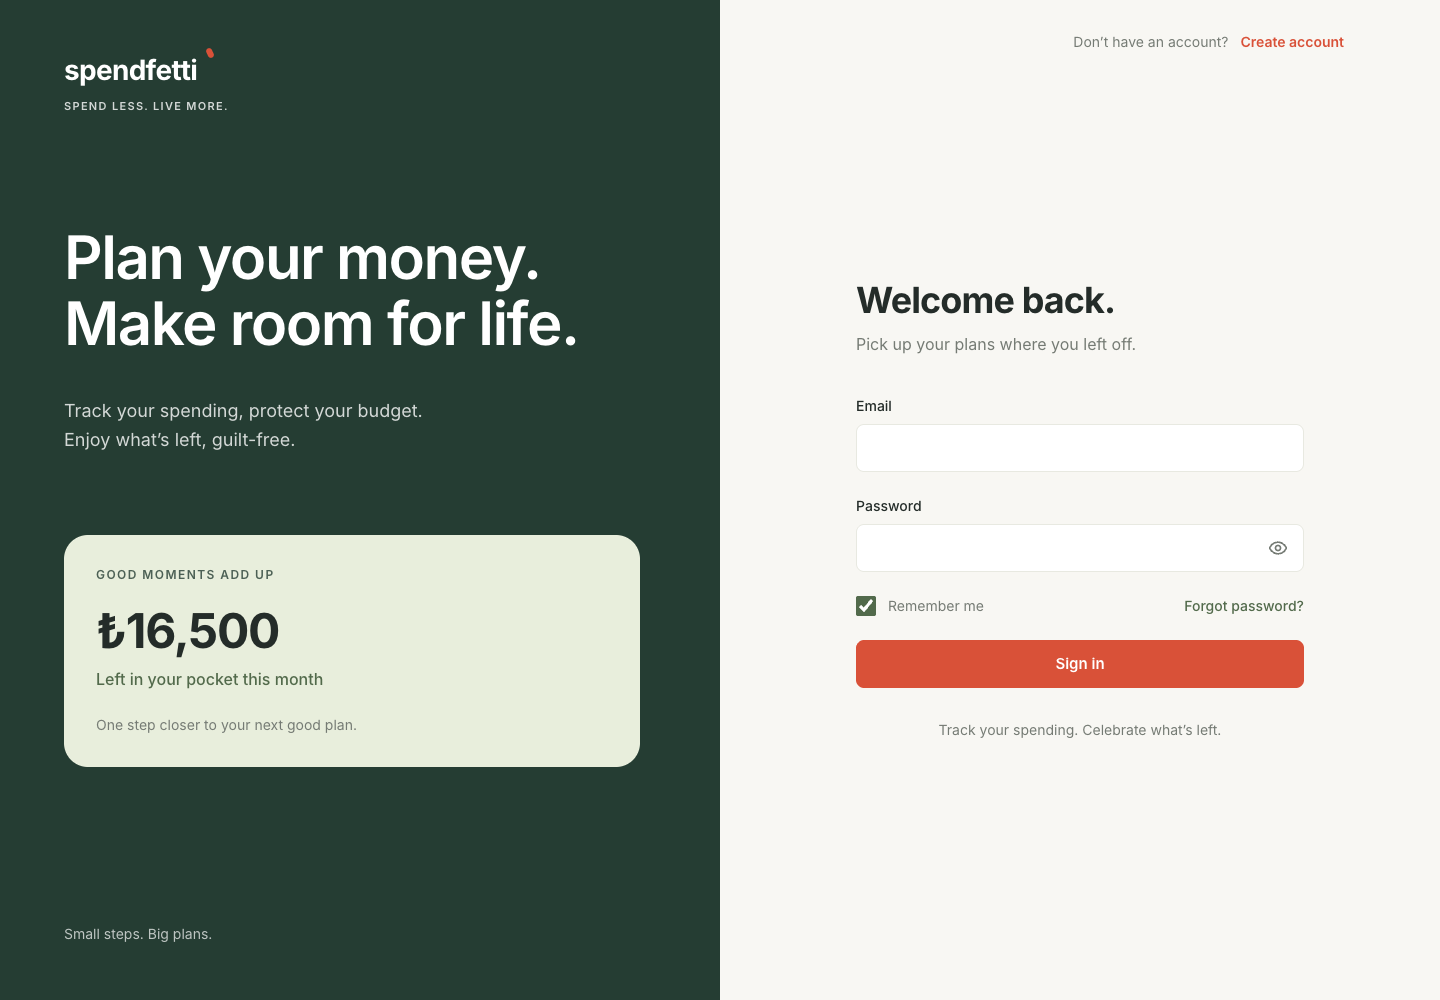 spendfetti
SPEND LESS. LIVE MORE.
Plan your money.
Make room for life.
Track your spending, protect your budget.
Enjoy what’s left, guilt-free.
GOOD MOMENTS ADD UP
₺16,500
Left in your pocket this month
One step closer to your next good plan.
Small steps. Big plans.
Don’t have an account? Create account
Welcome back.
Pick up your plans where you left off.
Email
Password
Remember me
Forgot password?
Sign in
Track your spending. Celebrate what’s left.